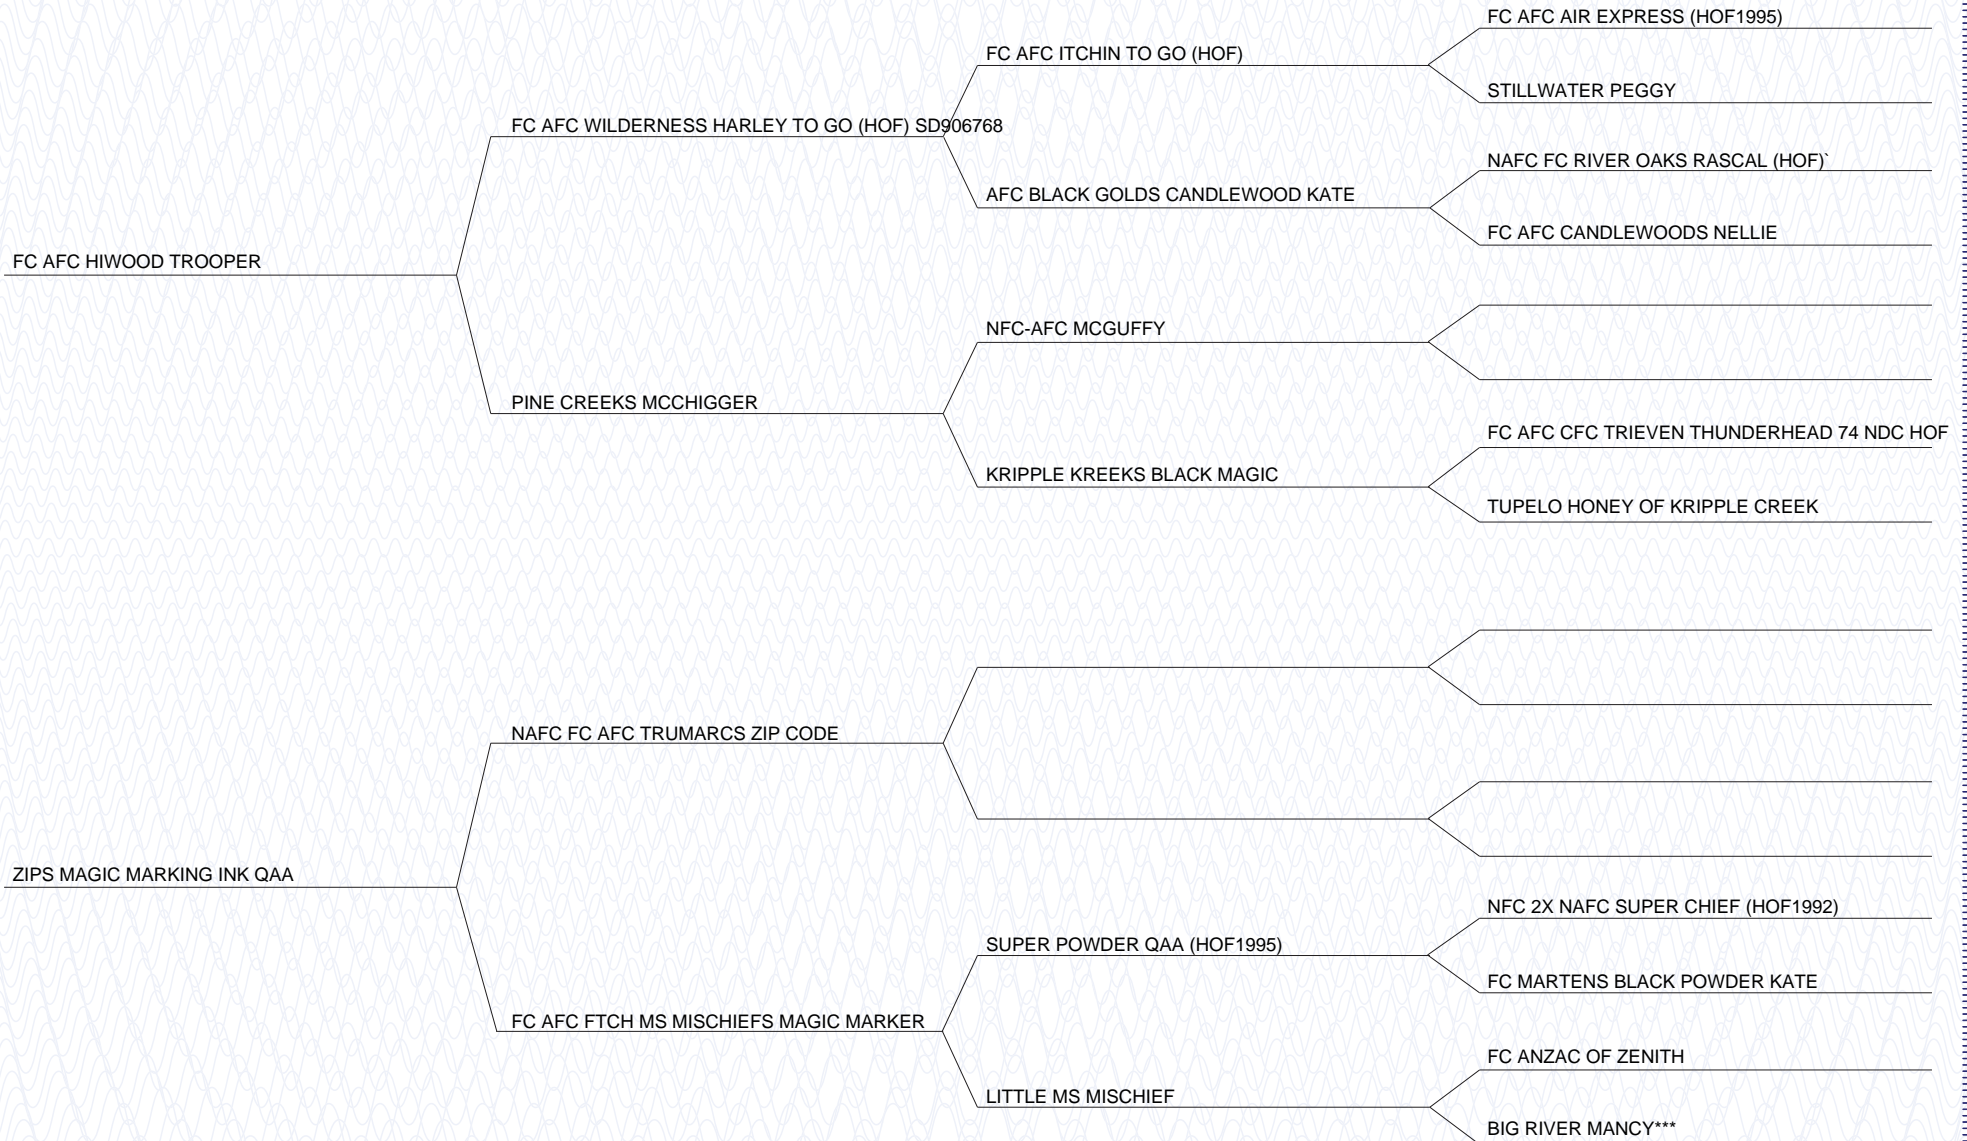 FC AFC AIR EXPRESS (HOF1995)
FC AFC ITCHIN TO GO (HOF)
STILLWATER PEGGY
FC AFC WILDERNESS HARLEY TO GO (HOF) SD906768
NAFC FC RIVER OAKS RASCAL (HOF)`
AFC BLACK GOLDS CANDLEWOOD KATE
FC AFC CANDLEWOODS NELLIE
FC AFC HIWOOD TROOPER
NFC-AFC MCGUFFY
PINE CREEKS MCCHIGGER
FC AFC CFC TRIEVEN THUNDERHEAD 74 NDC HOF
KRIPPLE KREEKS BLACK MAGIC
TUPELO HONEY OF KRIPPLE CREEK
NAFC FC AFC TRUMARCS ZIP CODE
ZIPS MAGIC MARKING INK QAA
NFC 2X NAFC SUPER CHIEF (HOF1992)
SUPER POWDER QAA (HOF1995)
FC MARTENS BLACK POWDER KATE
FC AFC FTCH MS MISCHIEFS MAGIC MARKER
FC ANZAC OF ZENITH
LITTLE MS MISCHIEF
BIG RIVER MANCY***